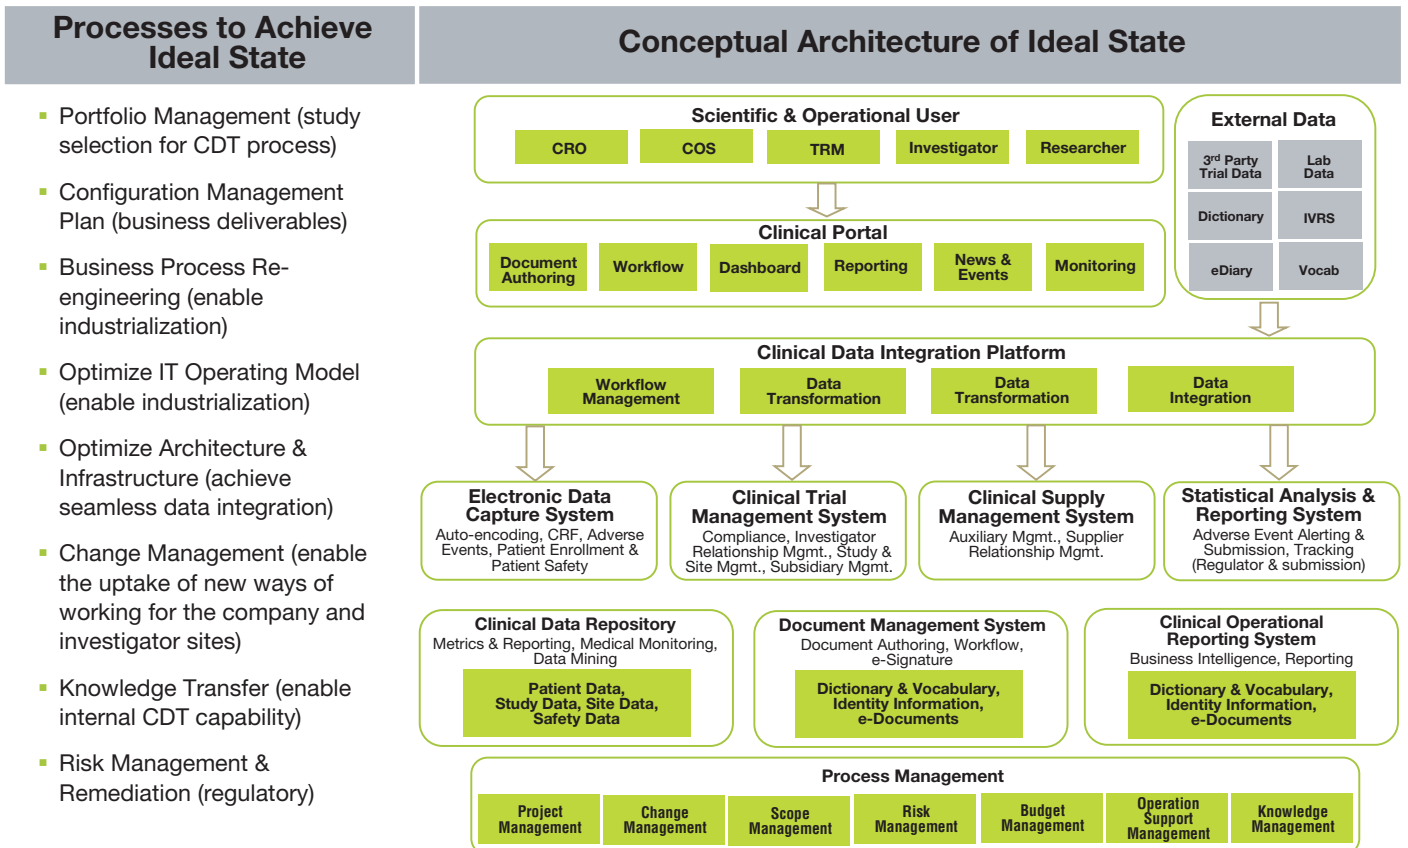 Processes to Achieve
Ideal State
Conceptual Architecture of Ideal State
▪ Portfolio Management (study
selection for CDT process)
▪ Configuration Management
Plan (business deliverables)
▪ Business Process Re-
engineering (enable
industrialization)
▪ Optimize IT Operating Model
(enable industrialization)
▪ Optimize Architecture &
Infrastructure (achieve
seamless data integration)
▪ Change Management (enable
the uptake of new ways of
working for the company and
investigator sites)
▪ Knowledge Transfer (enable
internal CDT capability)
▪ Risk Management &
Remediation (regulatory)
Scientific & Operational User
CRO
COS
TRM
Investigator
Researcher
External Data
3rd Party
Trial Data
Lab
Data
Dictionary
IVRS
eDiary
Vocab
Clinical Portal
Document
Authoring
Workflow
Dashboard
Reporting
News &
Events
Monitoring
Clinical Data Integration Platform
Workflow
Management
Data
Transformation
Data
Transformation
Data
Integration
Electronic Data
Capture System
Auto-encoding, CRF, Adverse
Events, Patient Enrollment &
Patient Safety
Clinical Trial
Management System
Compliance, Investigator
Relationship Mgmt., Study &
Site Mgmt., Subsidiary Mgmt.
Clinical Supply
Management System
Auxiliary Mgmt., Supplier
Relationship Mgmt.
Statistical Analysis &
Reporting System
Adverse Event Alerting &
Submission, Tracking
(Regulator & submission)
Clinical Data Repository
Metrics & Reporting, Medical Monitoring,
Data Mining
Patient Data,
Study Data, Site Data,
Safety Data
Document Management System
Document Authoring, Workflow,
e-Signature
Dictionary & Vocabulary,
Identity Information,
e-Documents
Clinical Operational
Reporting System
Business Intelligence, Reporting
Dictionary & Vocabulary,
Identity Information,
e-Documents
Process Management
Project
Management
Change
Management
Scope
Management
Risk
Management
Budget
Management
Operation
Support
Management
Knowledge
Management